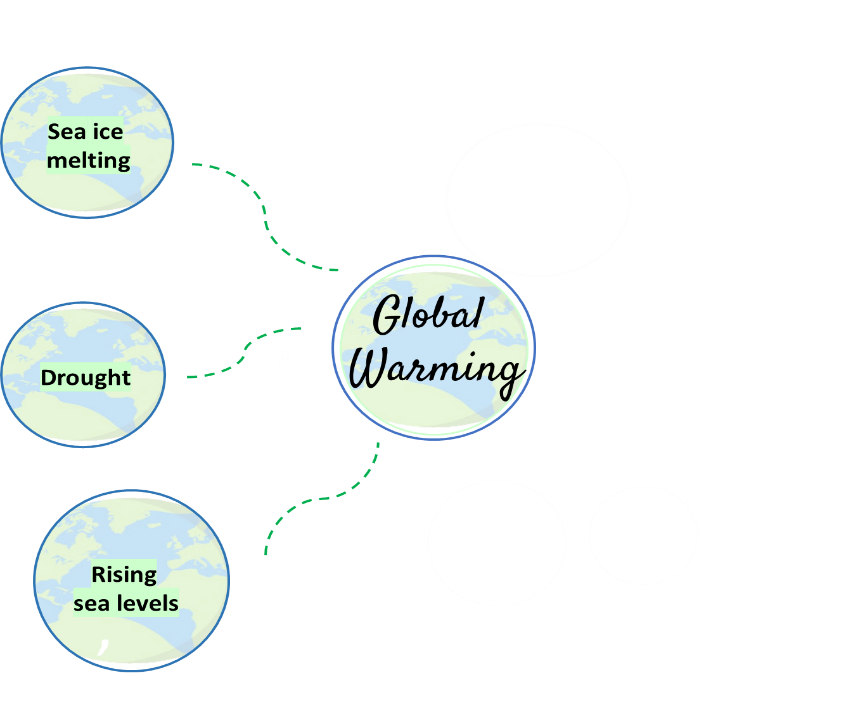 Sea ice
melting
Global
Warming
Drought
Rising
sea levels